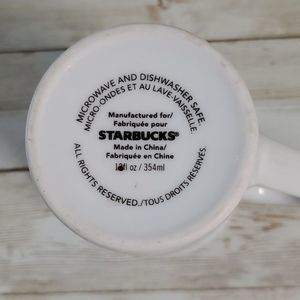 MICROWAVE AND DISHWASHER SAFE.
MICRO-ONDES ET AU LAVE-VAISSELLE.
Manufactured for/
Fabriquée pour
STARBUCKS®
Made in China/
Fabriquée en Chine
fl oz / 354ml
ALL RIGHTS RESERVED./TOUS DROITS RÉSERVÉS.